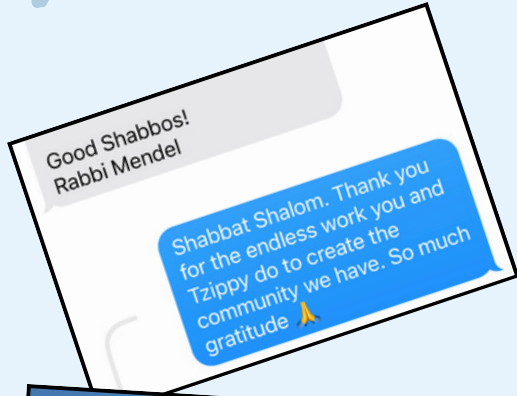 Good Shabbos!
Rabbi Mendel
Shabbat Shalom. Thank you
for the endless work you and
Tzippy do to create the
community we have. So much
gratitude 🙏